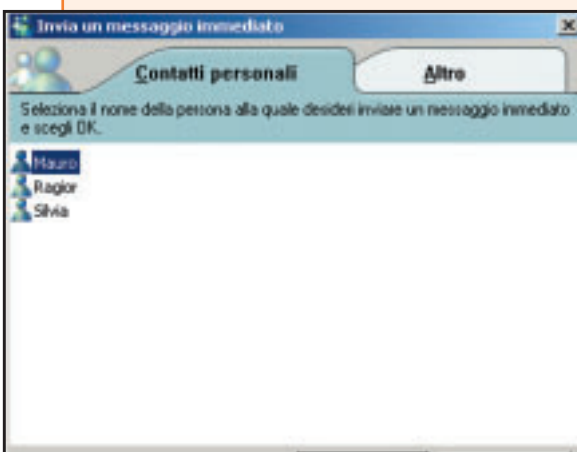 Invia un messaggio immediato
Contatti personali
Altro
Seleziona il nome della persona alla quale desideri inviare un messaggio immediato
e scegli OK.
Mauro
Ragior
Silvia